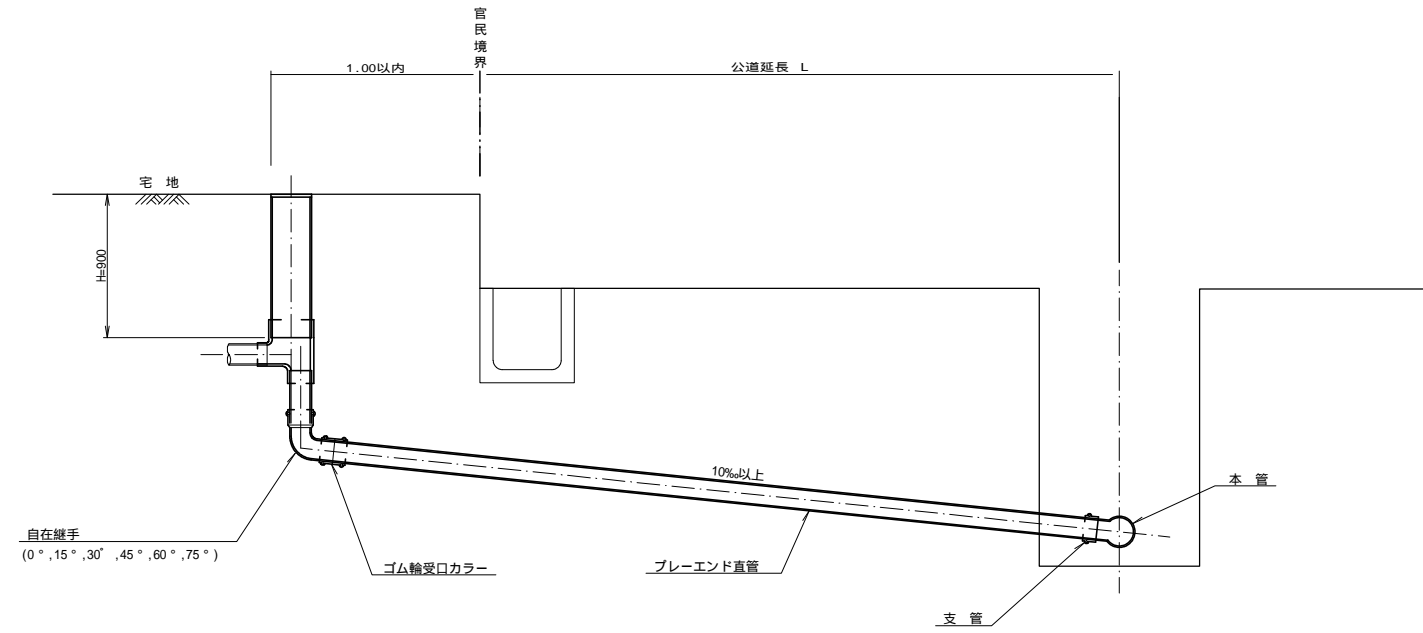 官民境界
1.00以内
公道延長 L
宅 地
H=900
10‰以上
本 管
自在継手
(0°,15°,30°,45°,60°,75°)
ゴム輪受口カラー
プレーエンド直管
支 管